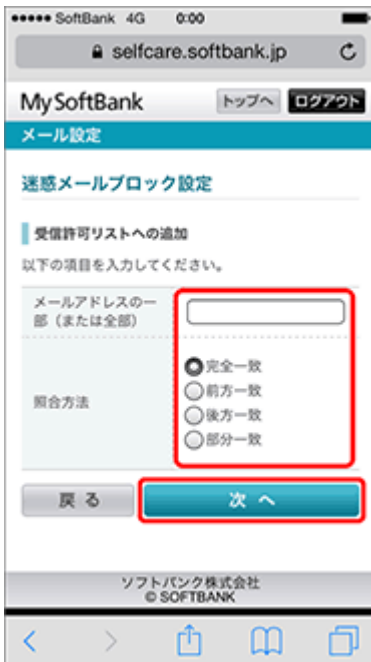 SoftBank 4G 0:00
selfcare.softbank.jp
My SoftBank トップへ ログアウト
メール設定
迷惑メールブロック設定
受信許可リストへの追加
以下の項目を入力してください。
メールアドレスの一
部（または全部）
照合方法
完全一致
前方一致
後方一致
部分一致
戻る 次へ
ソフトバンク株式会社
© SOFTBANK